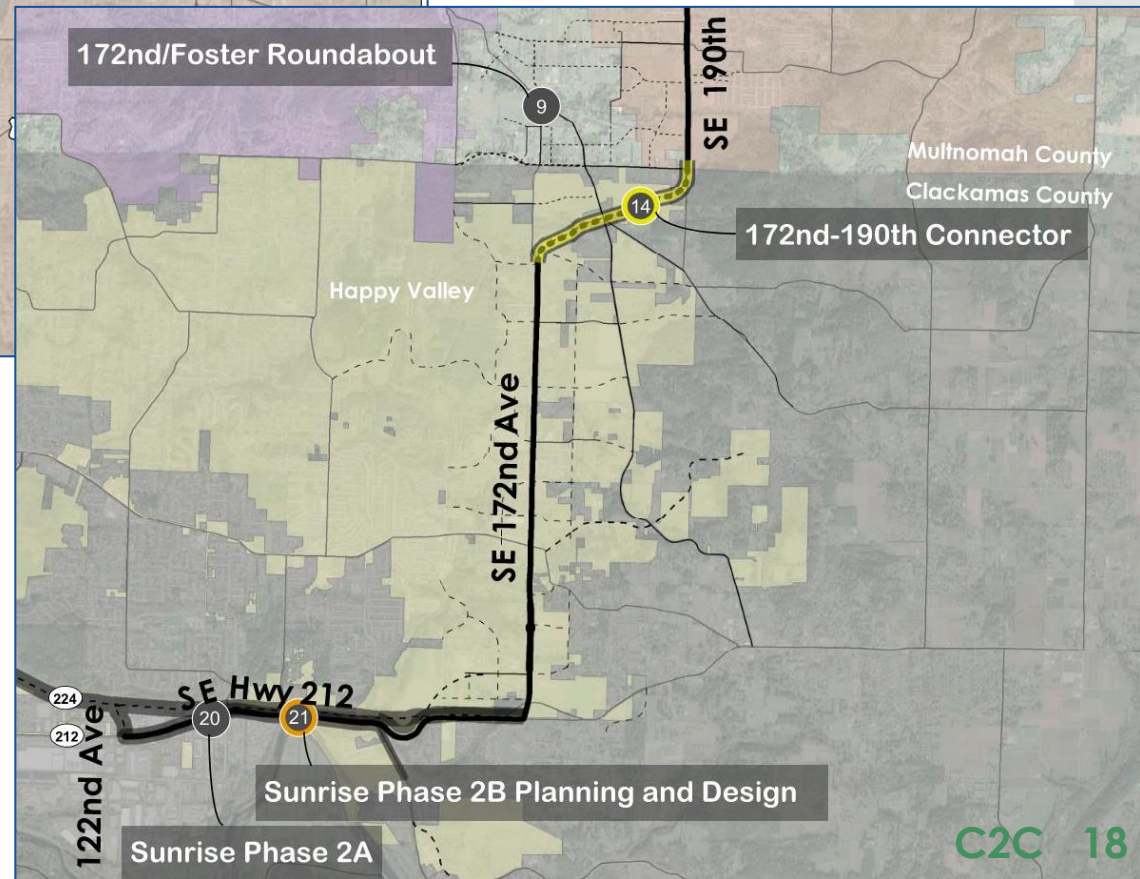 172nd/Foster Roundabout
9
SE 190th
Multnomah County
Clackamas County
14
172nd-190th Connector
Happy Valley
SE 172nd Ave
224
SE Hwy 212
212
20
21
122nd Ave
Sunrise Phase 2B Planning and Design
Sunrise Phase 2A
C2C 18